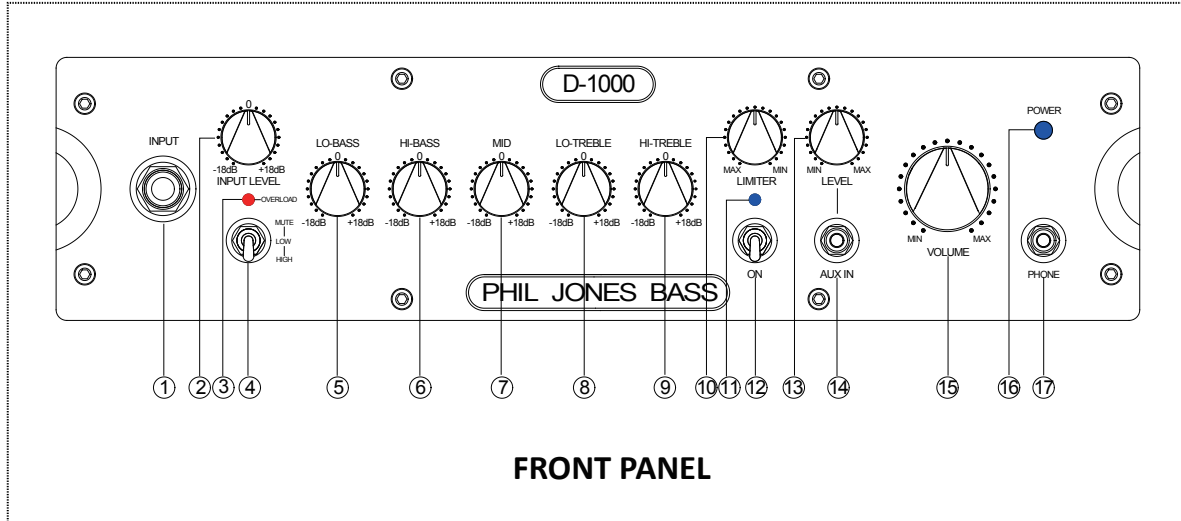 D-1000
INPUT
0
-18dB +18dB
INPUT LEVEL
OVERLOAD
MUTE
LOW
HIGH
LO-BASS
0
-18dB +18dB
HI-BASS
0
-18dB +18dB
MID
0
-18dB +18dB
LO-TREBLE
0
-18dB +18dB
HI-TREBLE
0
-18dB +18dB
MAX MIN
LIMITER
ON
MIN MAX
LEVEL
AUX IN
MIN MAX
VOLUME
POWER
PHONE
PHIL JONES BASS
1 2 3 4 5 6 7 8 9 10 11 12 13 14 15 16 17
FRONT PANEL